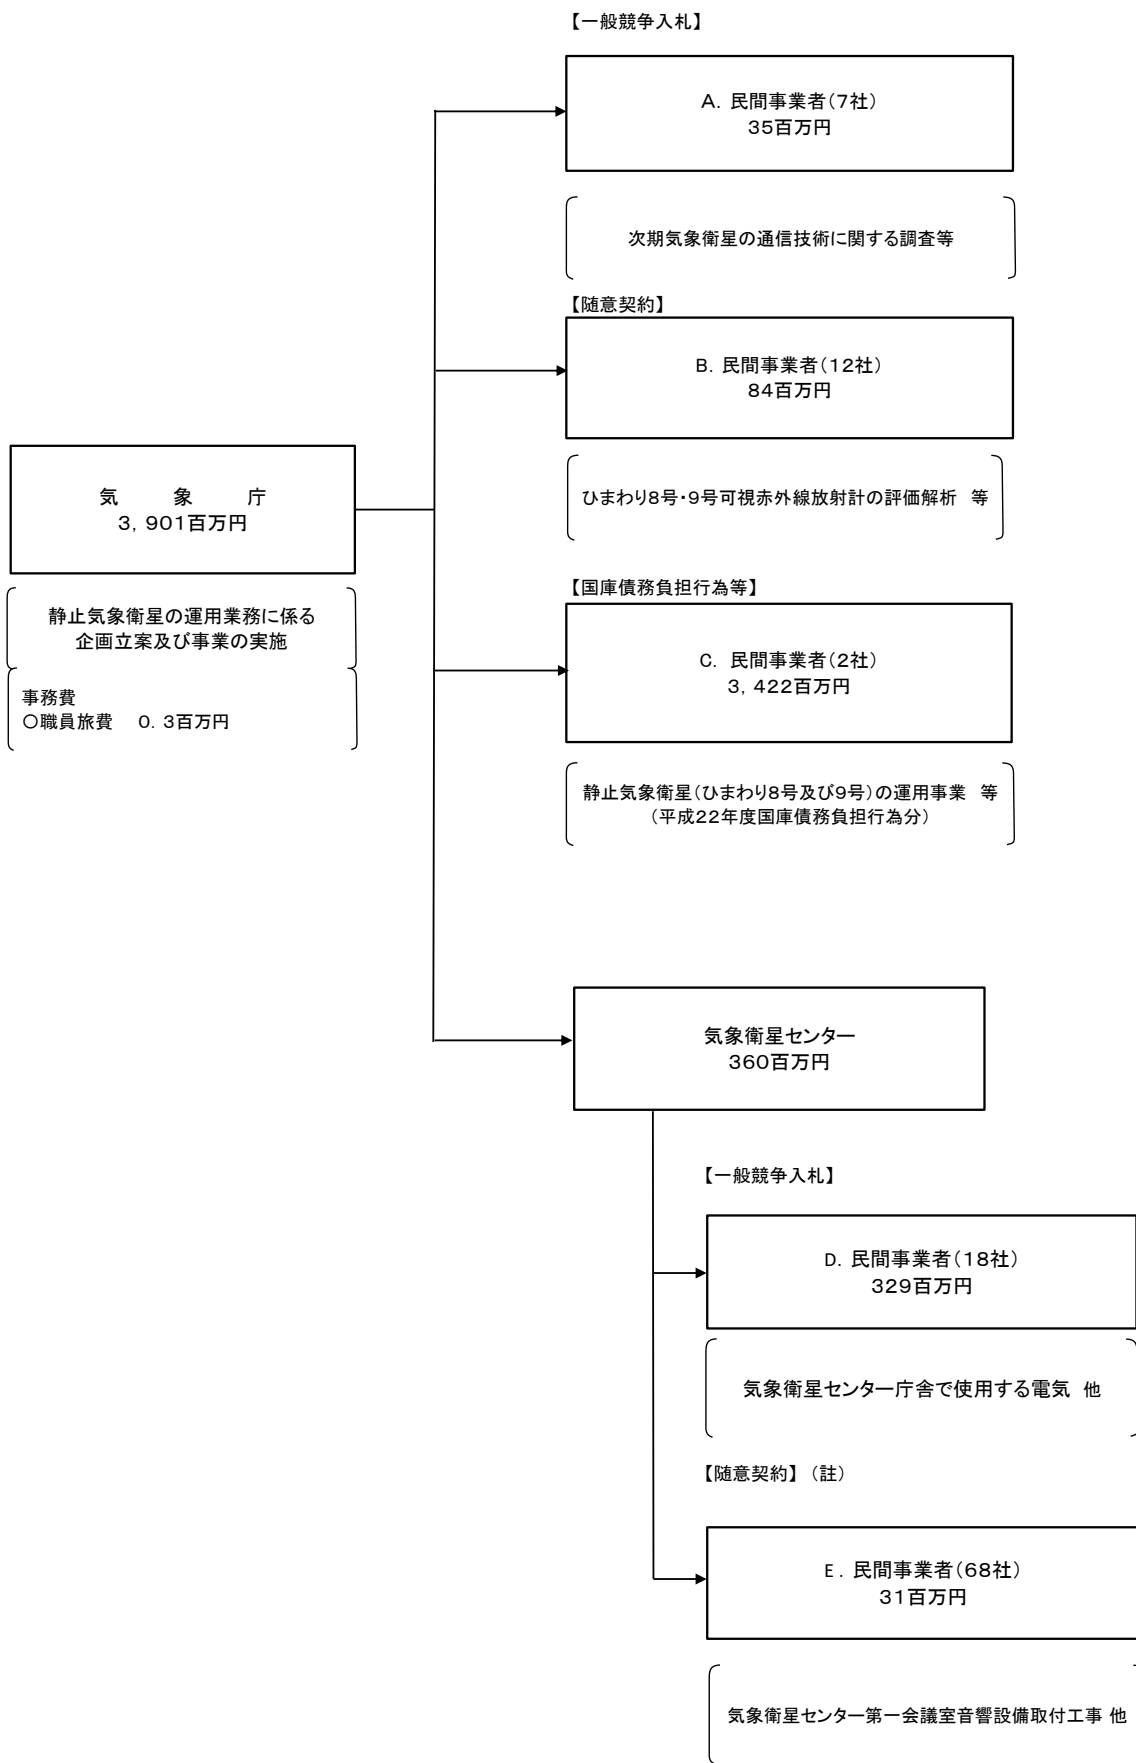 【一般競争入札】
A. 民間事業者(7社)
35百万円
次期気象衛星の通信技術に関する調査等
【随意契約】
B. 民間事業者(12社)
84百万円
ひまわり8号・9号可視赤外線放射計の評価解析 等
気 象 庁
3, 901百万円
静止気象衛星の運用業務に係る
企画立案及び事業の実施
事務費
○職員旅費 0. 3百万円
【国庫債務負担行為等】
C. 民間事業者(2社)
3, 422百万円
静止気象衛星(ひまわり8号及び9号)の運用事業 等
(平成22年度国庫債務負担行為分)
気象衛星センター
360百万円
【一般競争入札】
D. 民間事業者(18社)
329百万円
気象衛星センター庁舎で使用する電気 他
【随意契約】 (註)
E. 民間事業者(68社)
31百万円
気象衛星センター第一会議室音響設備取付工事 他